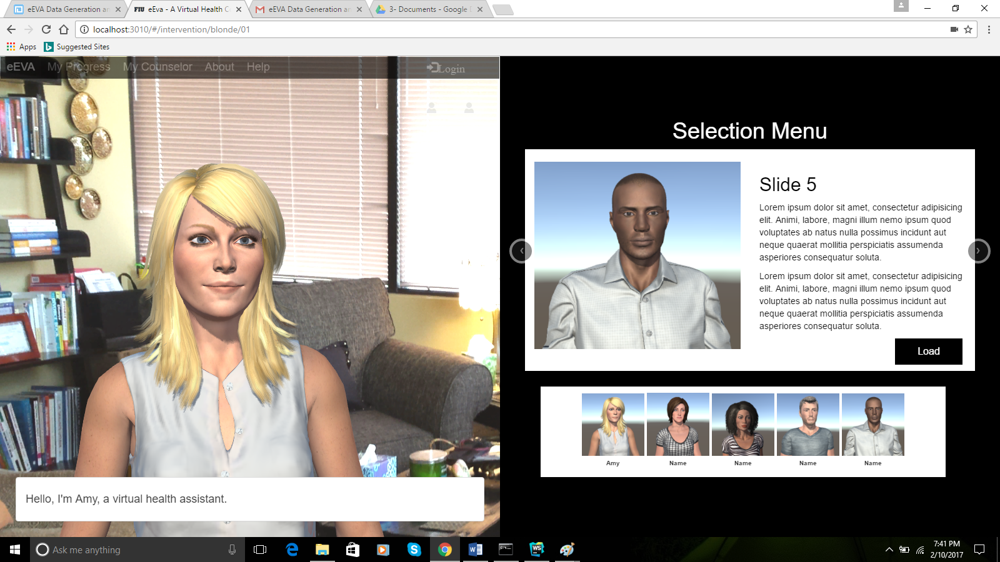 eEVA Data Generation an
FIU eEva - A Virtual Health C
eEVA Data Generation an
3- Documents - Google
localhost:3010/#/intervention/blonde/01
Apps
Suggested Sites
eEVA My Progress My Counselor About Help Login
Selection Menu
Slide 5
Lorem ipsum dolor sit amet, consectetur adipisicing
elit. Animi, labore, magni illum nemo ipsum quod
voluptates ab natus nulla possimus incidunt aut
neque quaerat mollitia perspiciatis assumenda
asperiores consequatur soluta.
Lorem ipsum dolor sit amet, consectetur adipisicing
elit. Animi, labore, magni illum nemo ipsum quod
voluptates ab natus nulla possimus incidunt aut
neque quaerat mollitia perspiciatis assumenda
asperiores consequatur soluta.
Load
Amy
Name
Name
Name
Name
Hello, I'm Amy, a virtual health assistant.
Ask me anything
7:41 PM
2/10/2017